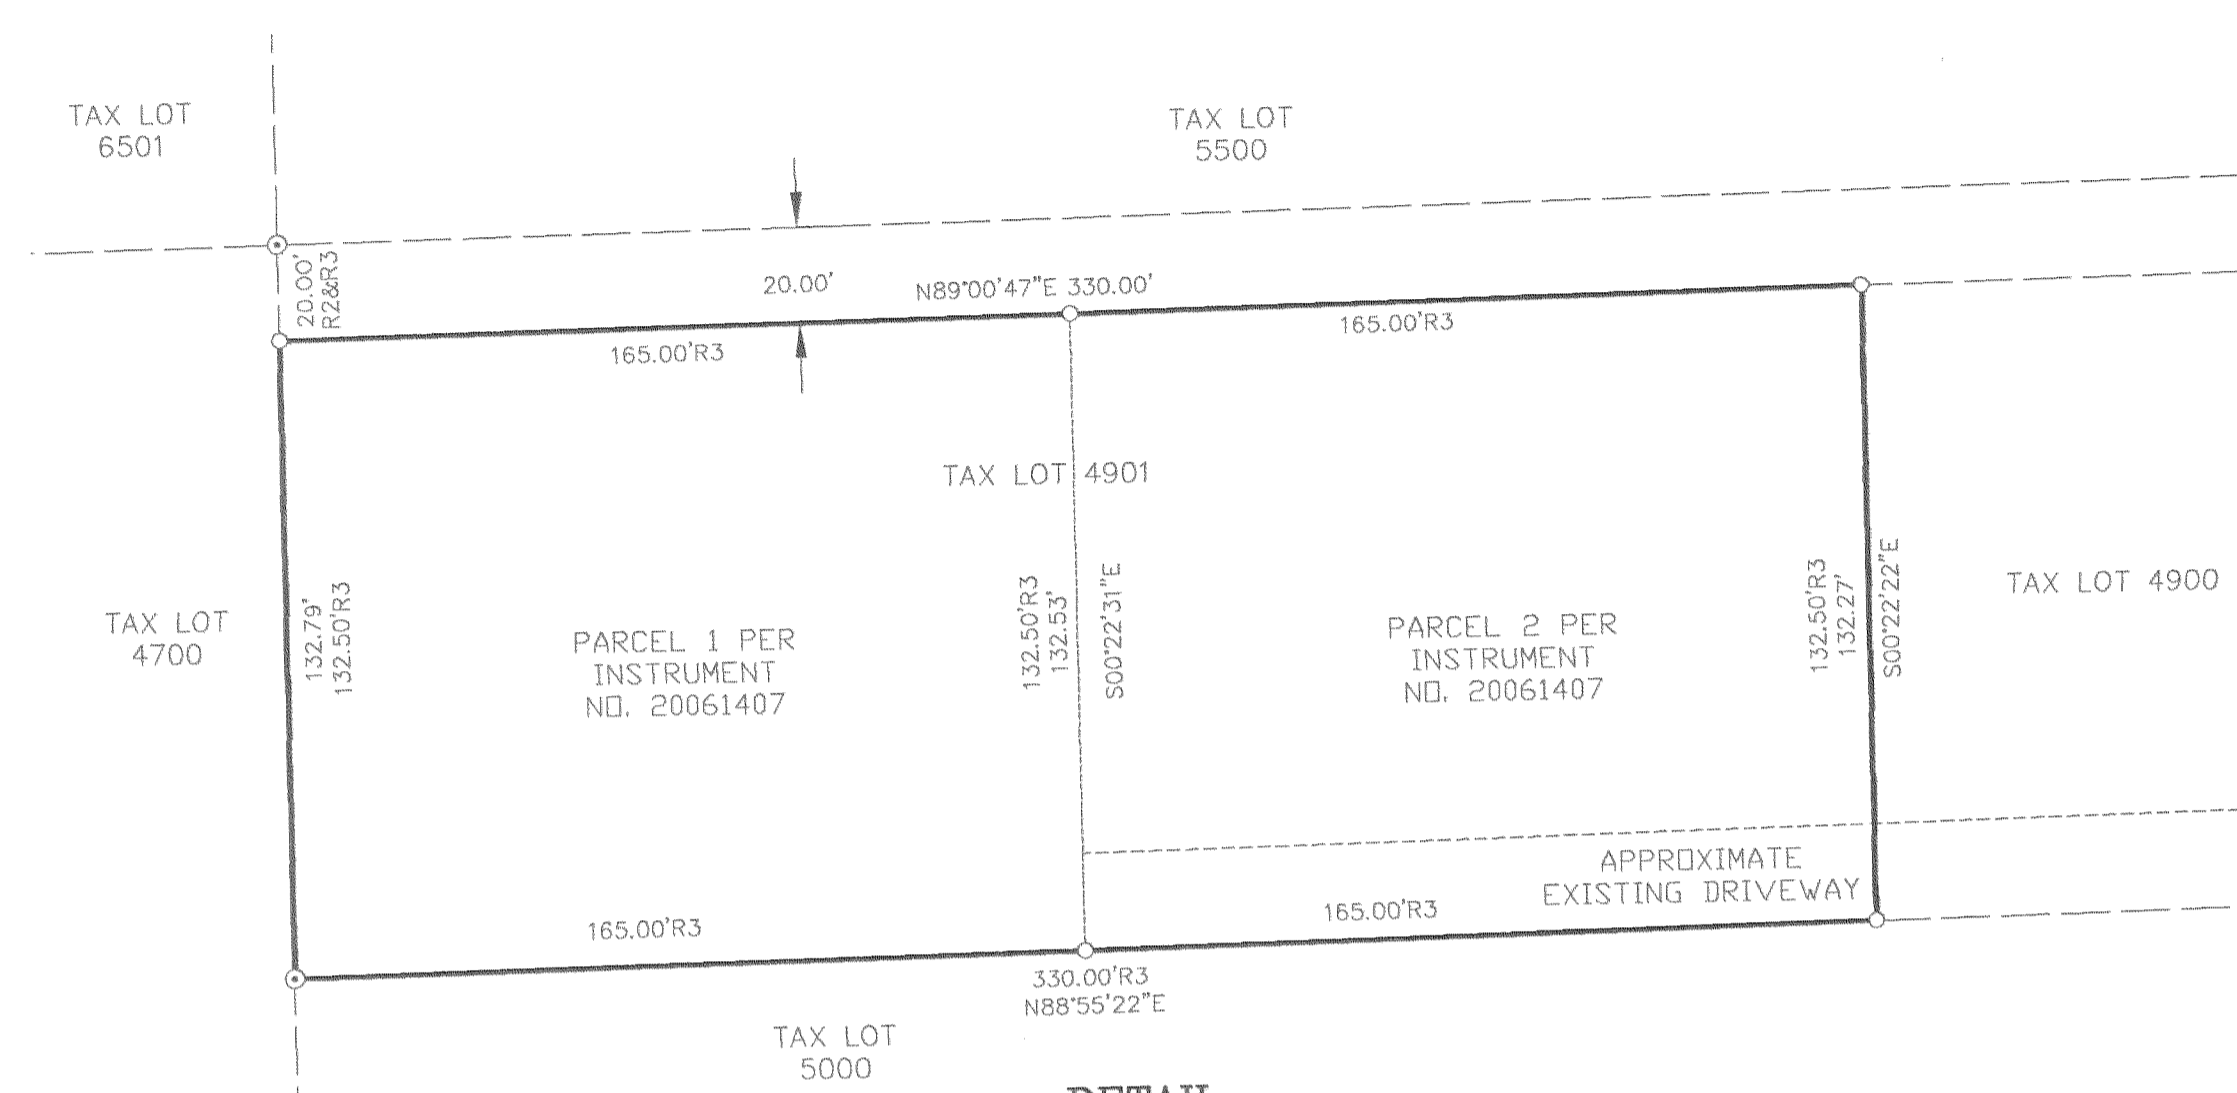 TAX LOT
6501
TAX LOT
5500
20.00'
R2&R3
20.00'
N89°00'47"E 330.00'
165.00'R3
165.00'R3
TAX LOT 4901
TAX LOT
4700
132.79'
132.50'R3
PARCEL 1 PER
INSTRUMENT
NO. 20061407
132.50'R3
132.53'
S00°22'31"E
PARCEL 2 PER
INSTRUMENT
NO. 20061407
132.50'R3
132.27'
S00°22'22"E
TAX LOT 4900
APPROXIMATE
EXISTING DRIVEWAY
165.00'R3
165.00'R3
330.00'R3
N88°55'22"E
TAX LOT
5000
DETAIL